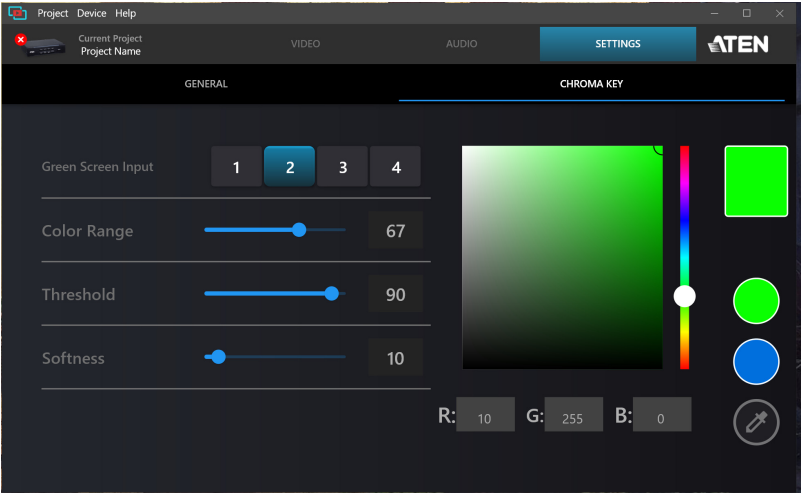 Project Device Help
Current Project
Project Name
VIDEO
AUDIO
SETTINGS
ATEN
GENERAL
CHROMA KEY
Green Screen Input
1
2
3
4
Color Range
67
Threshold
90
Softness
10
R: 10 G: 255 B: 0